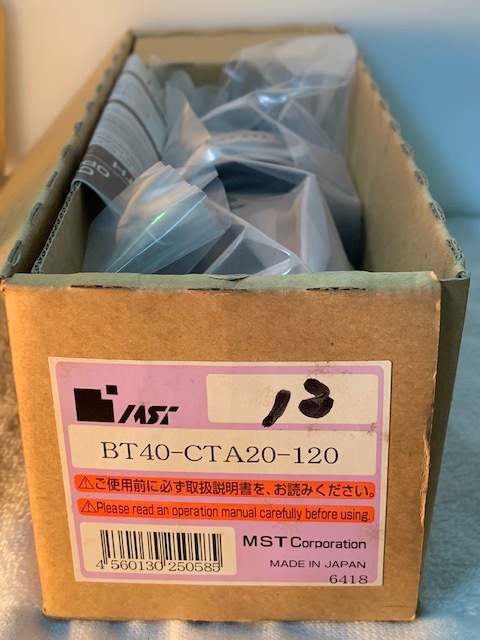 MST
13
BT40-CTA20-120
⚠ご使用前に必ず取扱説明書を、お読みください。
⚠Please read an operation manual carefully before using.
4 560130 250585
MST Corporation
MADE IN JAPAN
6418